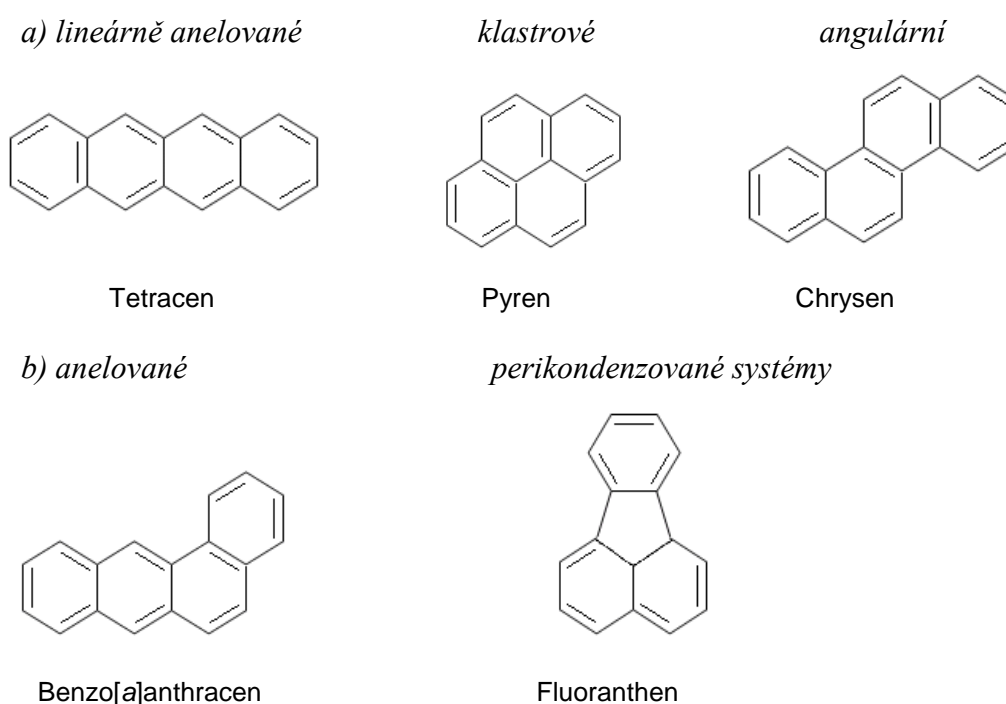 a) lineárně anelované klastrové angulární
Tetracen Pyren Chrysen
b) anelované perikondenzované systémy
Benzo[a]anthracen Fluoranthen